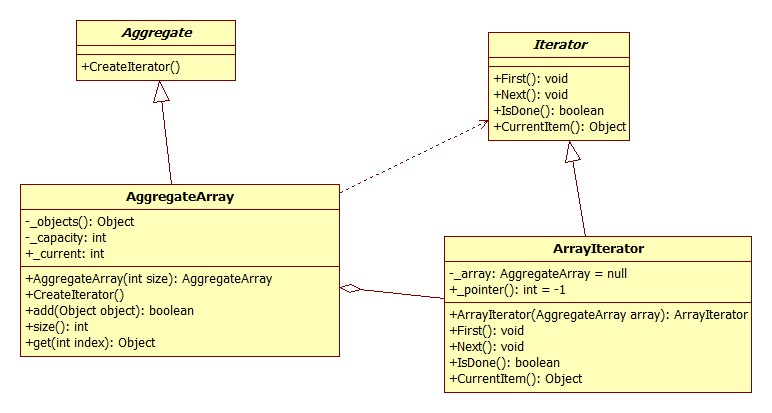 Aggregate
+CreateIterator()
Iterator
+First(): void
+Next(): void
+IsDone(): boolean
+CurrentItem(): Object
AggregateArray
-_objects(): Object
-_capacity: int
+_current: int
+AggregateArray(int size): AggregateArray
+CreateIterator()
+add(Object object): boolean
+size(): int
+get(int index): Object
ArrayIterator
-_array: AggregateArray = null
+_pointer(): int = -1
+ArrayIterator(AggregateArray array): ArrayIterator
+First(): void
+Next(): void
+IsDone(): boolean
+CurrentItem(): Object